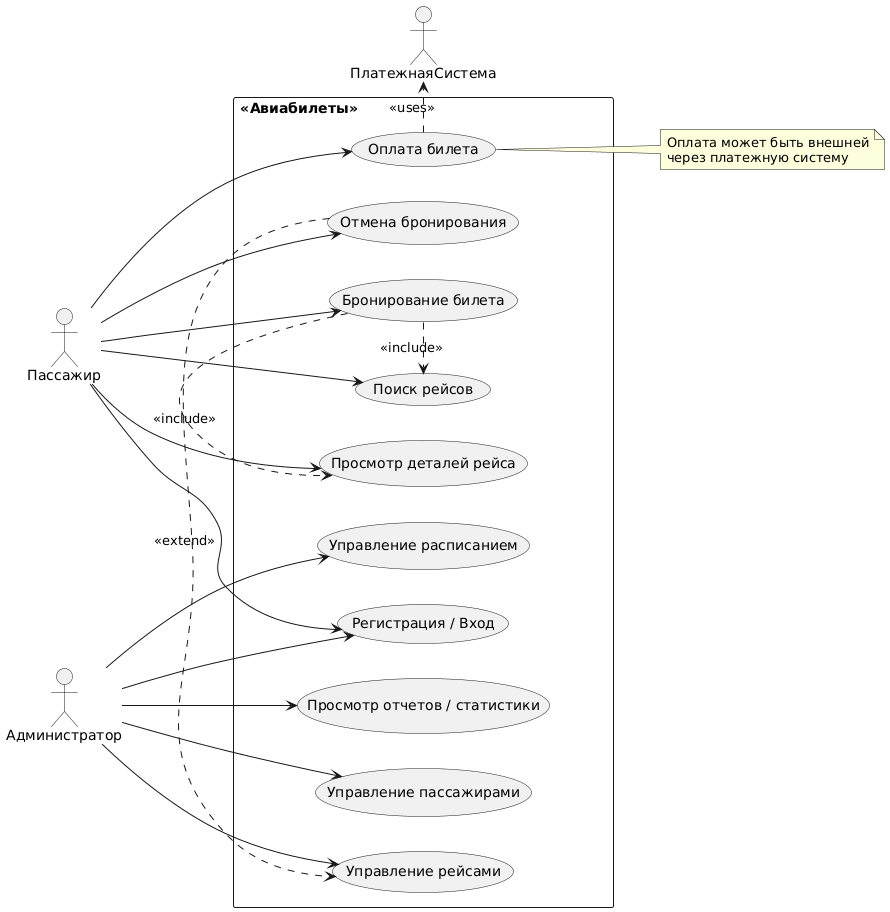 ПлатежнаяСистема
«Авиабилеты»
«uses»
Оплата билета
Оплата может быть внешней
через платежную систему
Отмена бронирования
Бронирование билета
«include»
Пассажир
Поиск рейсов
«include»
Просмотр деталей рейса
«extend»
Управление расписанием
Регистрация / Вход
Просмотр отчетов / статистики
Администратор
Управление пассажирами
Управление рейсами